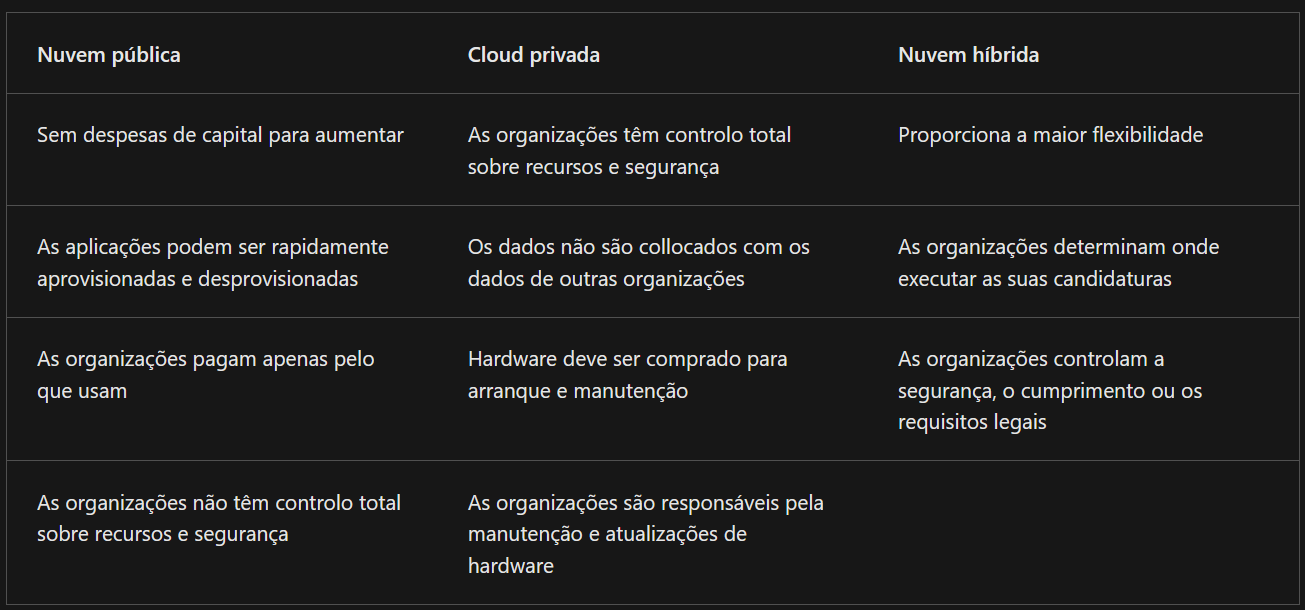 Nuvem pública
Cloud privada
Nuvem híbrida
Sem despesas de capital para aumentar
As organizações têm controlo total
sobre recursos e segurança
Proporciona a maior flexibilidade
As aplicações podem ser rapidamente
aprovisionadas e desprovisionadas
Os dados não são collocados com os
dados de outras organizações
As organizações determinam onde
executar as suas candidaturas
As organizações pagam apenas pelo
que usam
Hardware deve ser comprado para
arranque e manutenção
As organizações controlam a
segurança, o cumprimento ou os
requisitos legais
As organizações não têm controlo total
sobre recursos e segurança
As organizações são responsáveis pela
manutenção e atualizações de
hardware